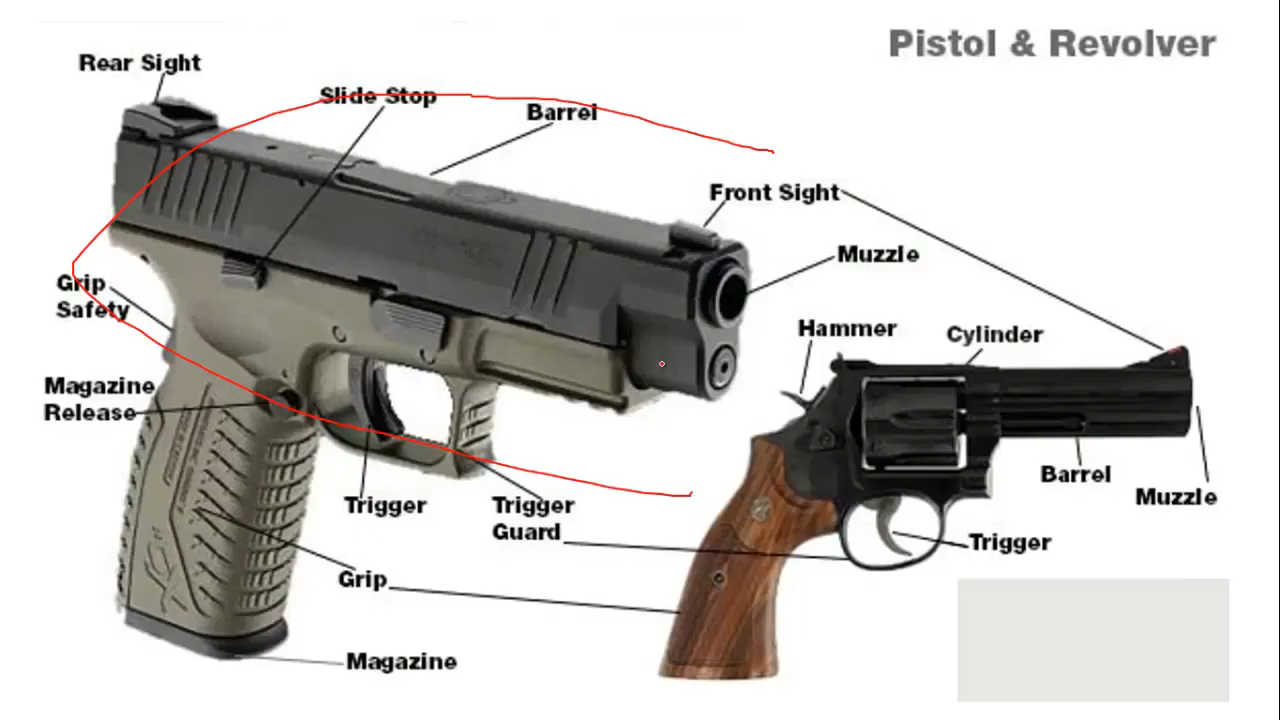 Pistol & Revolver
Rear Sight
Slide Stop
Barrel
Front Sight
Muzzle
Grip
Safety
Hammer
Cylinder
Magazine
Release
Barrel
Muzzle
Trigger
Trigger
Guard
Trigger
Grip
Magazine